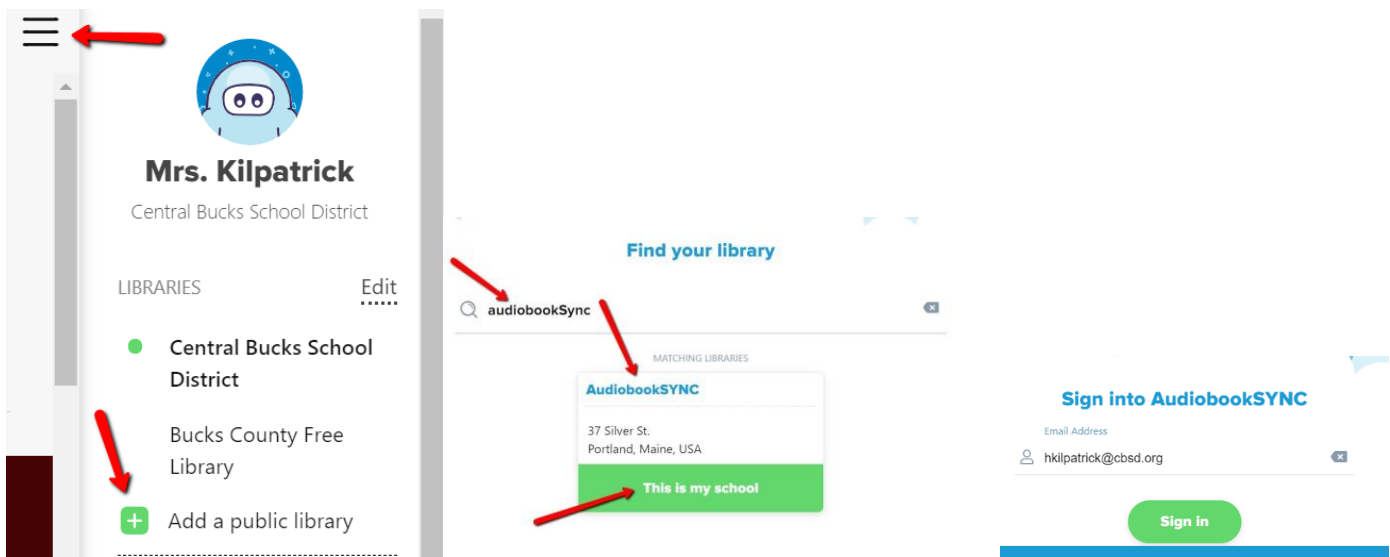 Mrs. Kilpatrick
Central Bucks School District
LIBRARIES Edit
Central Bucks School
District
Bucks County Free
Library
Add a public library
Find your library
audiobookSync
MATCHING LIBRARIES
AudiobookSYNC
37 Silver St.
Portland, Maine, USA
This is my school
Sign into AudiobookSYNC
Email Address
hkilpatrick@cbsd.org
Sign in